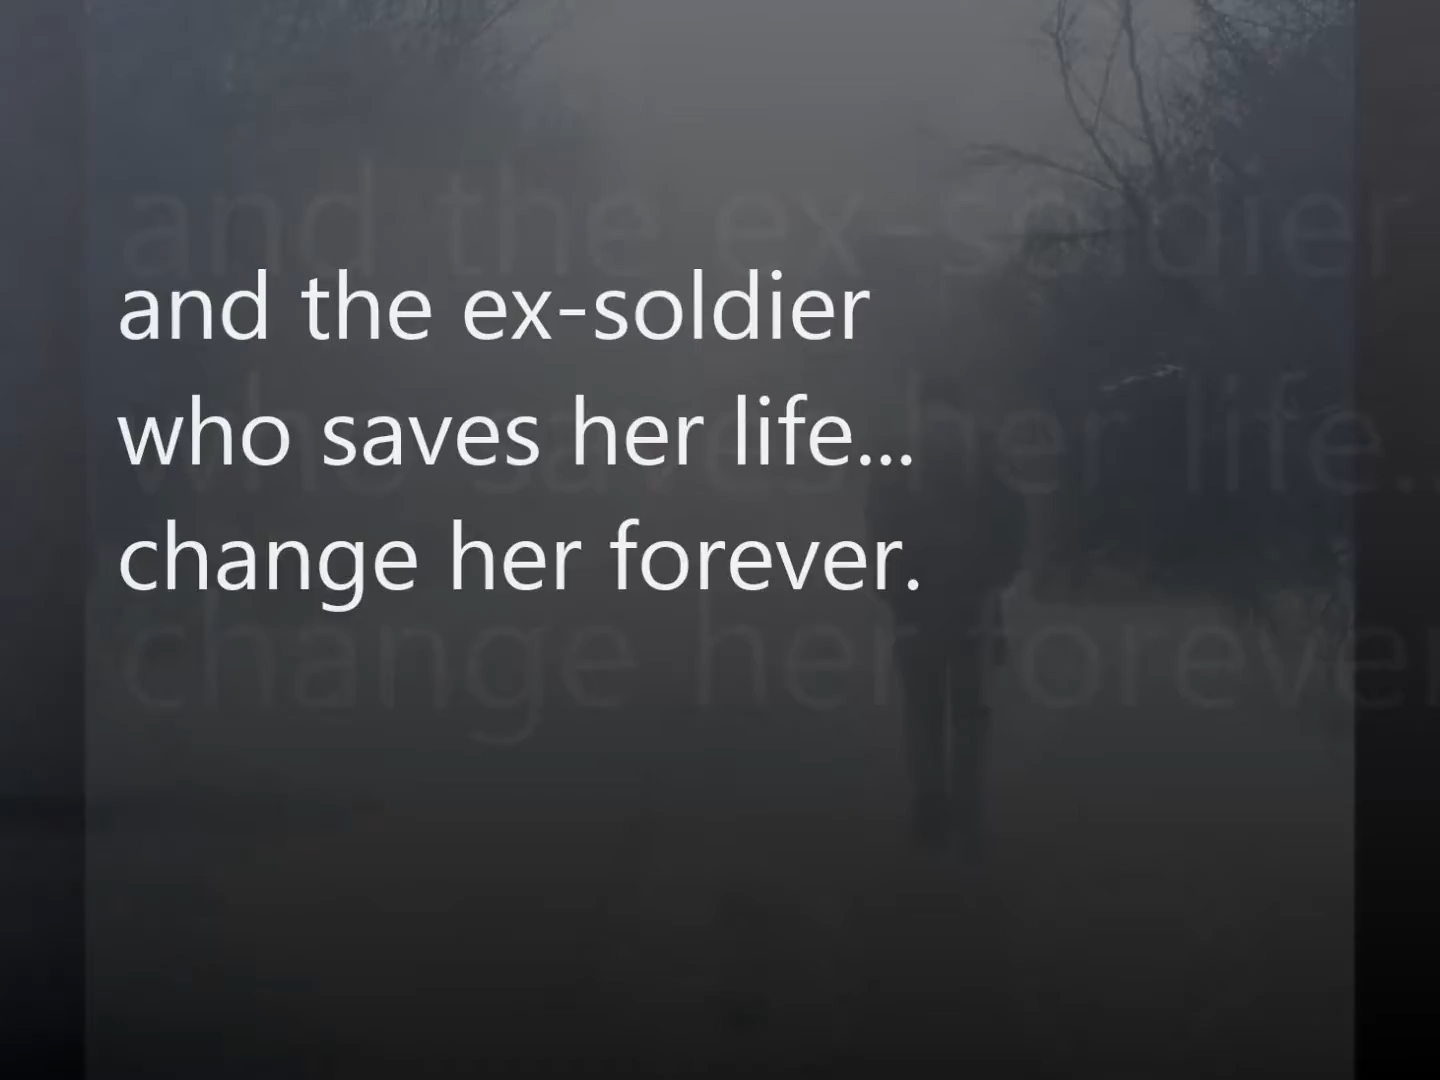 and the ex-soldier
who saves her life...
change her forever.